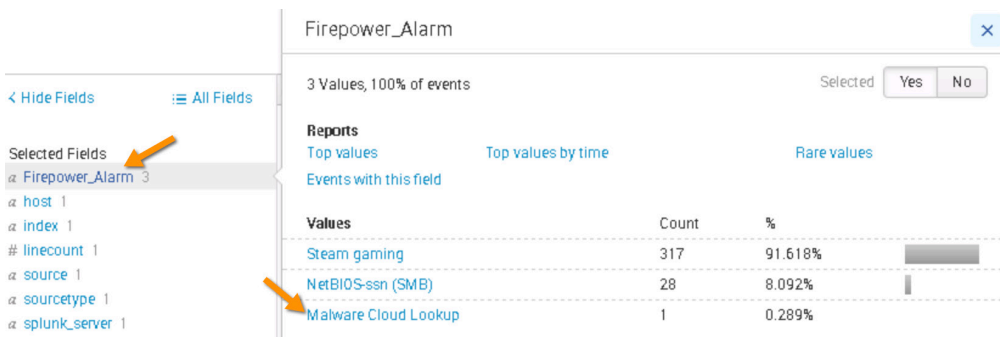 Firepower_Alarm ×
3 Values, 100% of events Selected Yes No
< Hide Fields All Fields
Reports
Selected Fields
Top values Top values by time Rare values
a Firepower_Alarm 3
Events with this field
a host 1
a index 1
Values Count %
# linecount 1
Steam gaming 317 91.618%
a source 1
NetBIOS-ssn (SMB) 28 8.092%
a sourcetype 1
Malware Cloud Lookup 1 0.289%
a splunk_server 1